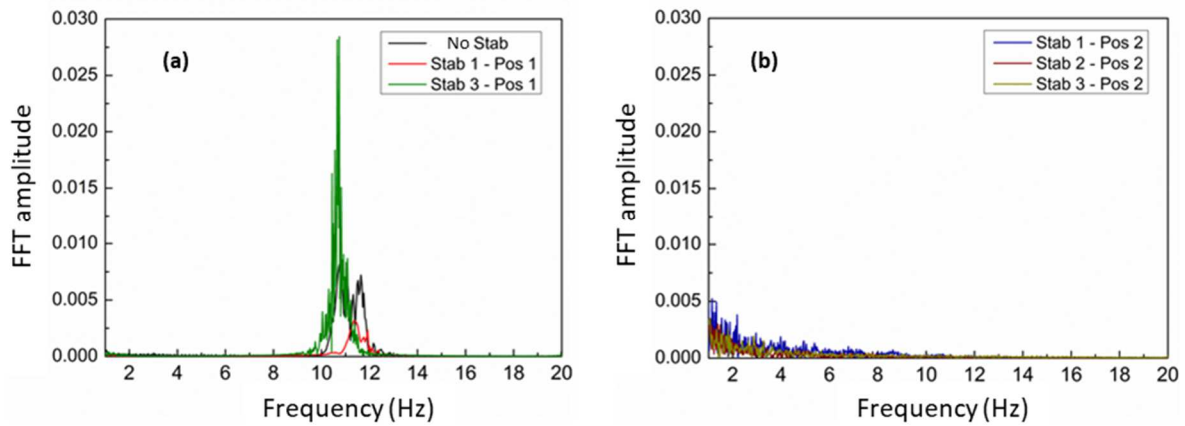 0.030
0.025
0.020
0.015
0.010
0.005
0.000
FFT amplitude
(a)
No Stab
Stab 1 - Pos 1
Stab 3 - Pos 1
2 4 6 8 10 12 14 16 18 20
Frequency (Hz)
0.030
0.025
0.020
0.015
0.010
0.005
0.000
FFT amplitude
(b)
Stab 1 - Pos 2
Stab 2 - Pos 2
Stab 3 - Pos 2
2 4 6 8 10 12 14 16 18 20
Frequency (Hz)